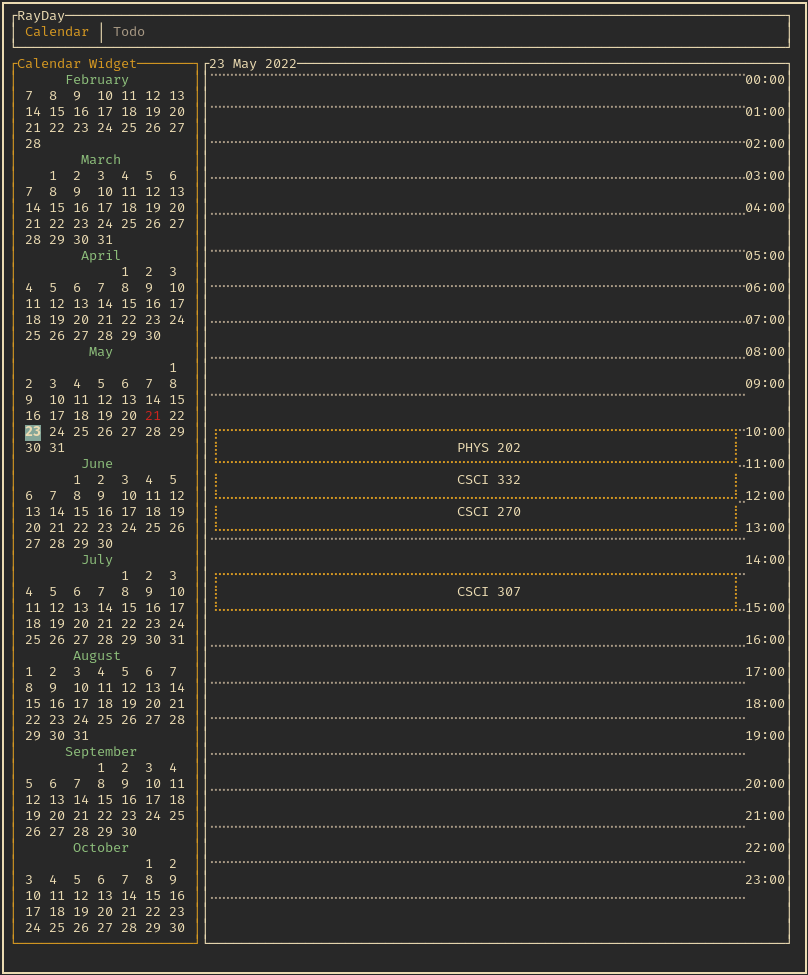 RayDay
Calendar │ Todo
Calendar Widget
February
7 8 9 10 11 12 13
14 15 16 17 18 19 20
21 22 23 24 25 26 27
28
March
1 2 3 4 5 6
7 8 9 10 11 12 13
14 15 16 17 18 19 20
21 22 23 24 25 26 27
28 29 30 31
April
1 2 3
4 5 6 7 8 9 10
11 12 13 14 15 16 17
18 19 20 21 22 23 24
25 26 27 28 29 30
May
1
2 3 4 5 6 7 8
9 10 11 12 13 14 15
16 17 18 19 20 21 22
23 24 25 26 27 28 29
30 31
June
1 2 3 4 5
6 7 8 9 10 11 12
13 14 15 16 17 18 19
20 21 22 23 24 25 26
27 28 29 30
July
1 2 3
4 5 6 7 8 9 10
11 12 13 14 15 16 17
18 19 20 21 22 23 24
25 26 27 28 29 30 31
August
1 2 3 4 5 6 7
8 9 10 11 12 13 14
15 16 17 18 19 20 21
22 23 24 25 26 27 28
29 30 31
September
1 2 3 4
5 6 7 8 9 10 11
12 13 14 15 16 17 18
19 20 21 22 23 24 25
26 27 28 29 30
October
1 2
3 4 5 6 7 8 9
10 11 12 13 14 15 16
17 18 19 20 21 22 23
24 25 26 27 28 29 30
23 May 2022
00:00
01:00
02:00
03:00
04:00
05:00
06:00
07:00
08:00
09:00
10:00
PHYS 202
11:00
CSCI 332
12:00
CSCI 270
13:00
14:00
CSCI 307
15:00
16:00
17:00
18:00
19:00
20:00
21:00
22:00
23:00